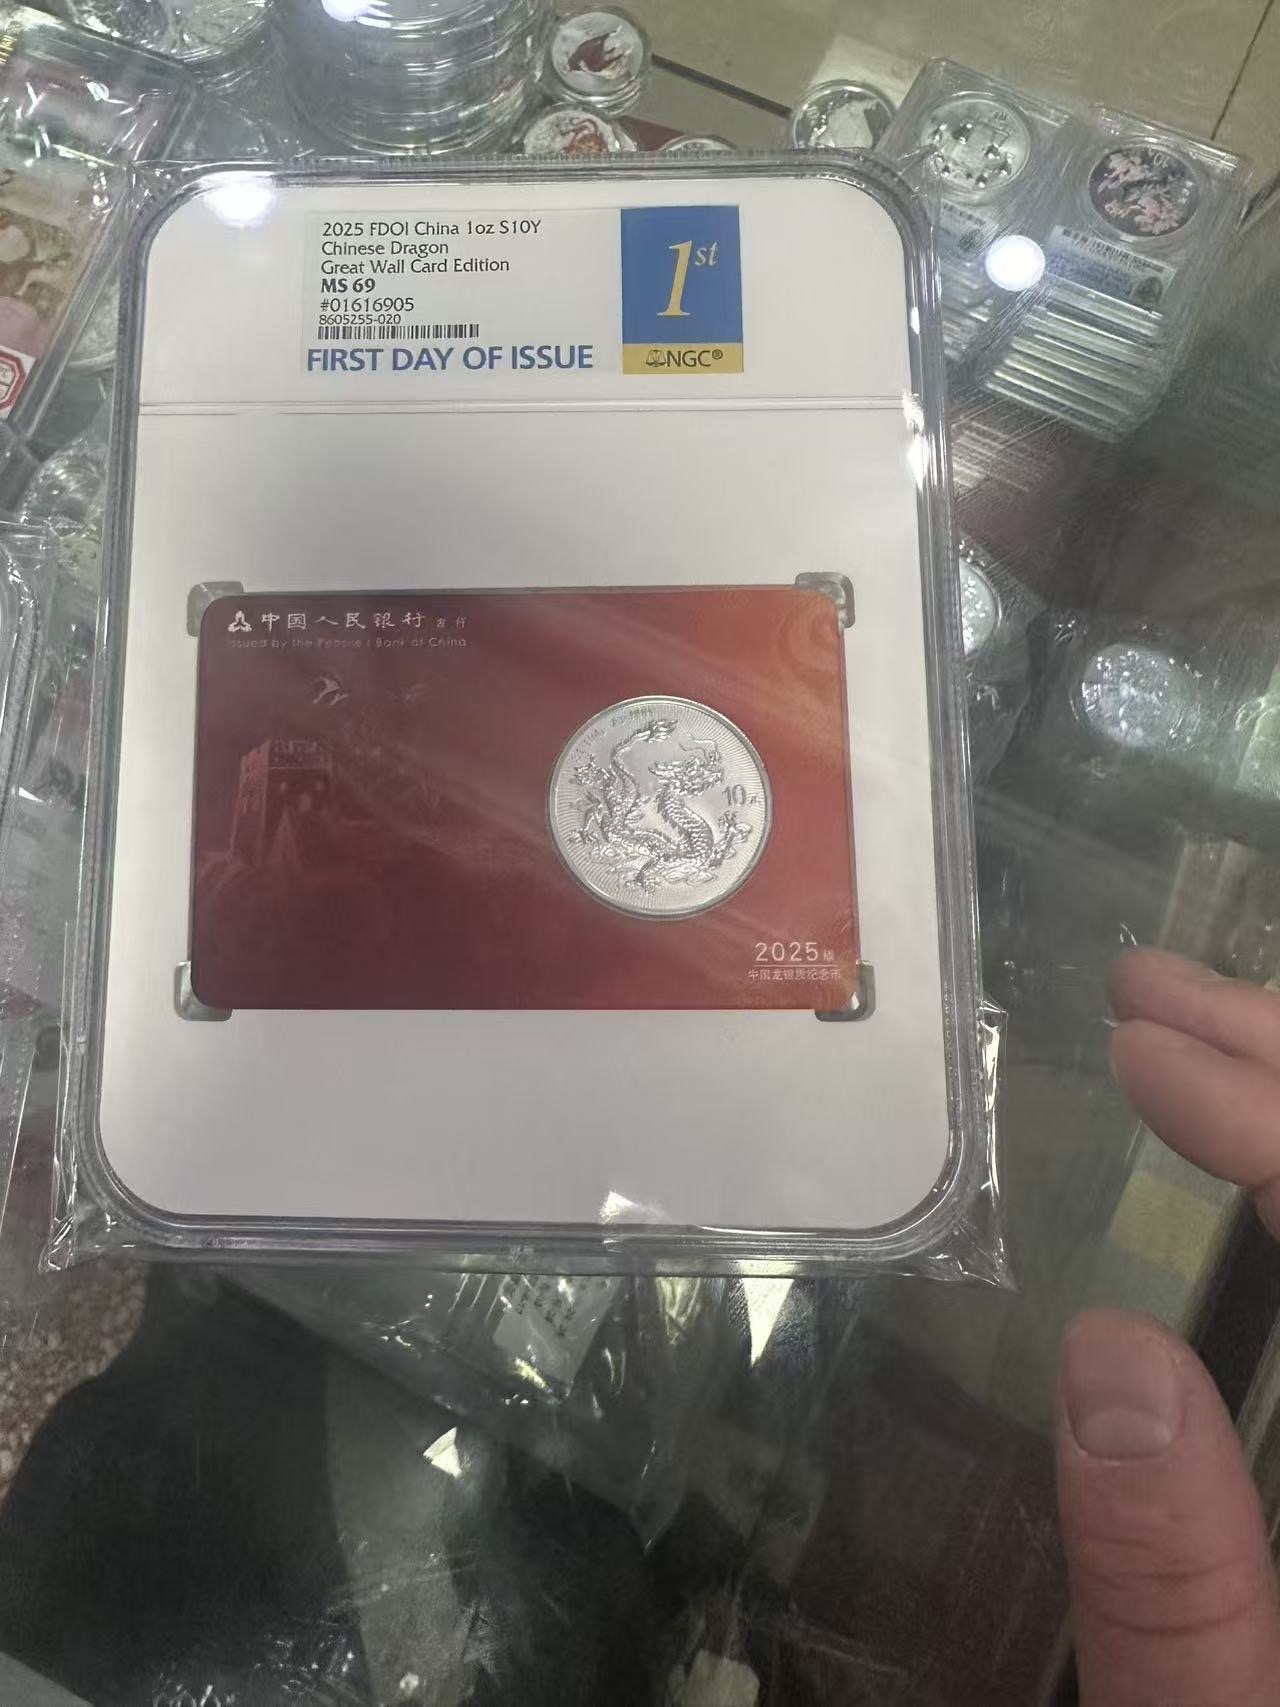 2025 FDOI China 1oz S10Y
Chinese Dragon
Great Wall Card Edition
MS 69
#01616905
8605255-020
FIRST DAY OF ISSUE
1st
NGC®
中国人民银行 发行
Issued by the People's Bank of China
10元
2025版
中国龙银质纪念币